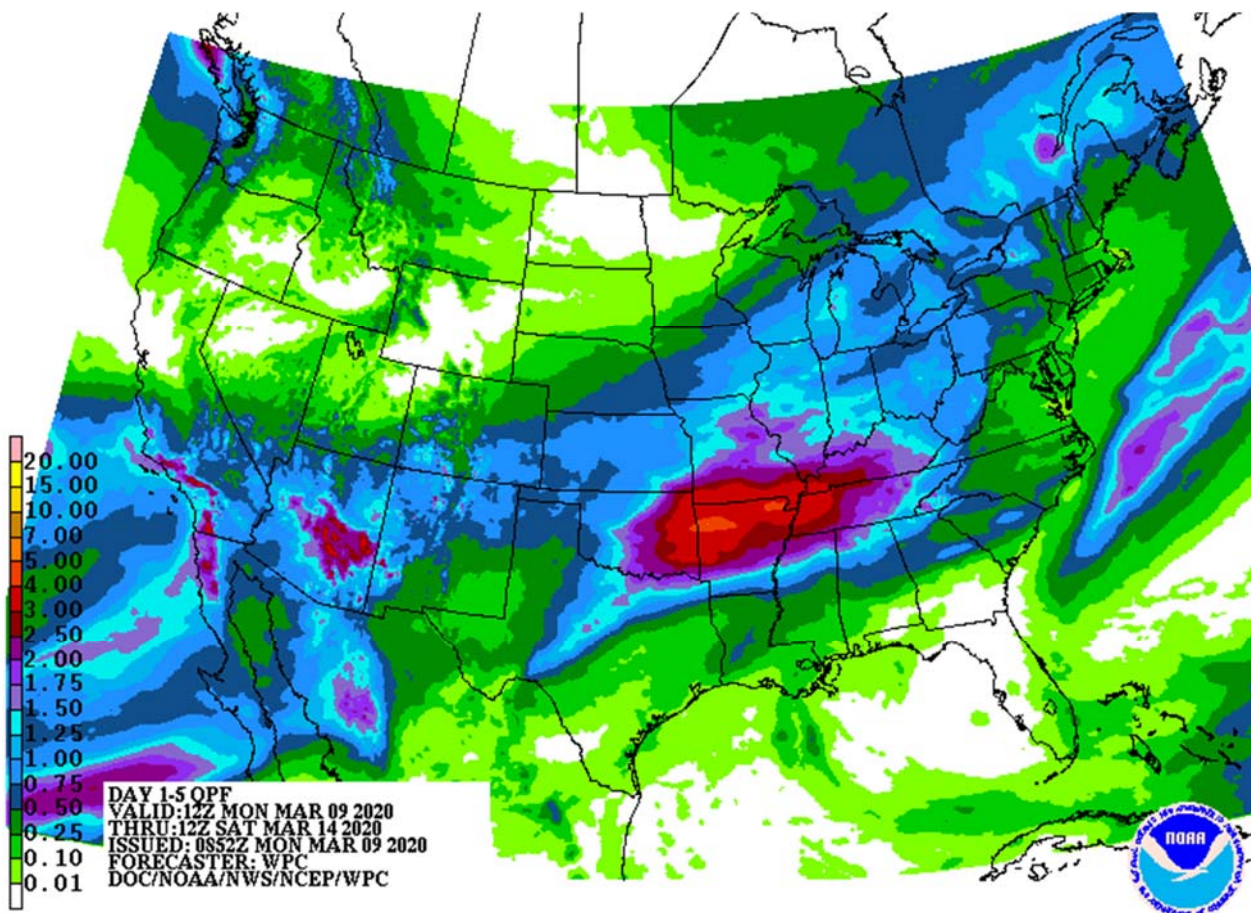 20.00
15.00
10.00
7.00
5.00
4.00
3.00
2.50
2.00
1.75
1.50
1.25
1.00
0.75
0.50
0.25
0.10
0.01
DAY 1-5 QPF
VALID:12Z MON MAR 09 2020
THRU:12Z SAT MAR 14 2020
ISSUED: 0852Z MON MAR 09 2020
FORECASTER: WPC
DOC/NOAA/NWS/NCEP/WPC
NOAA